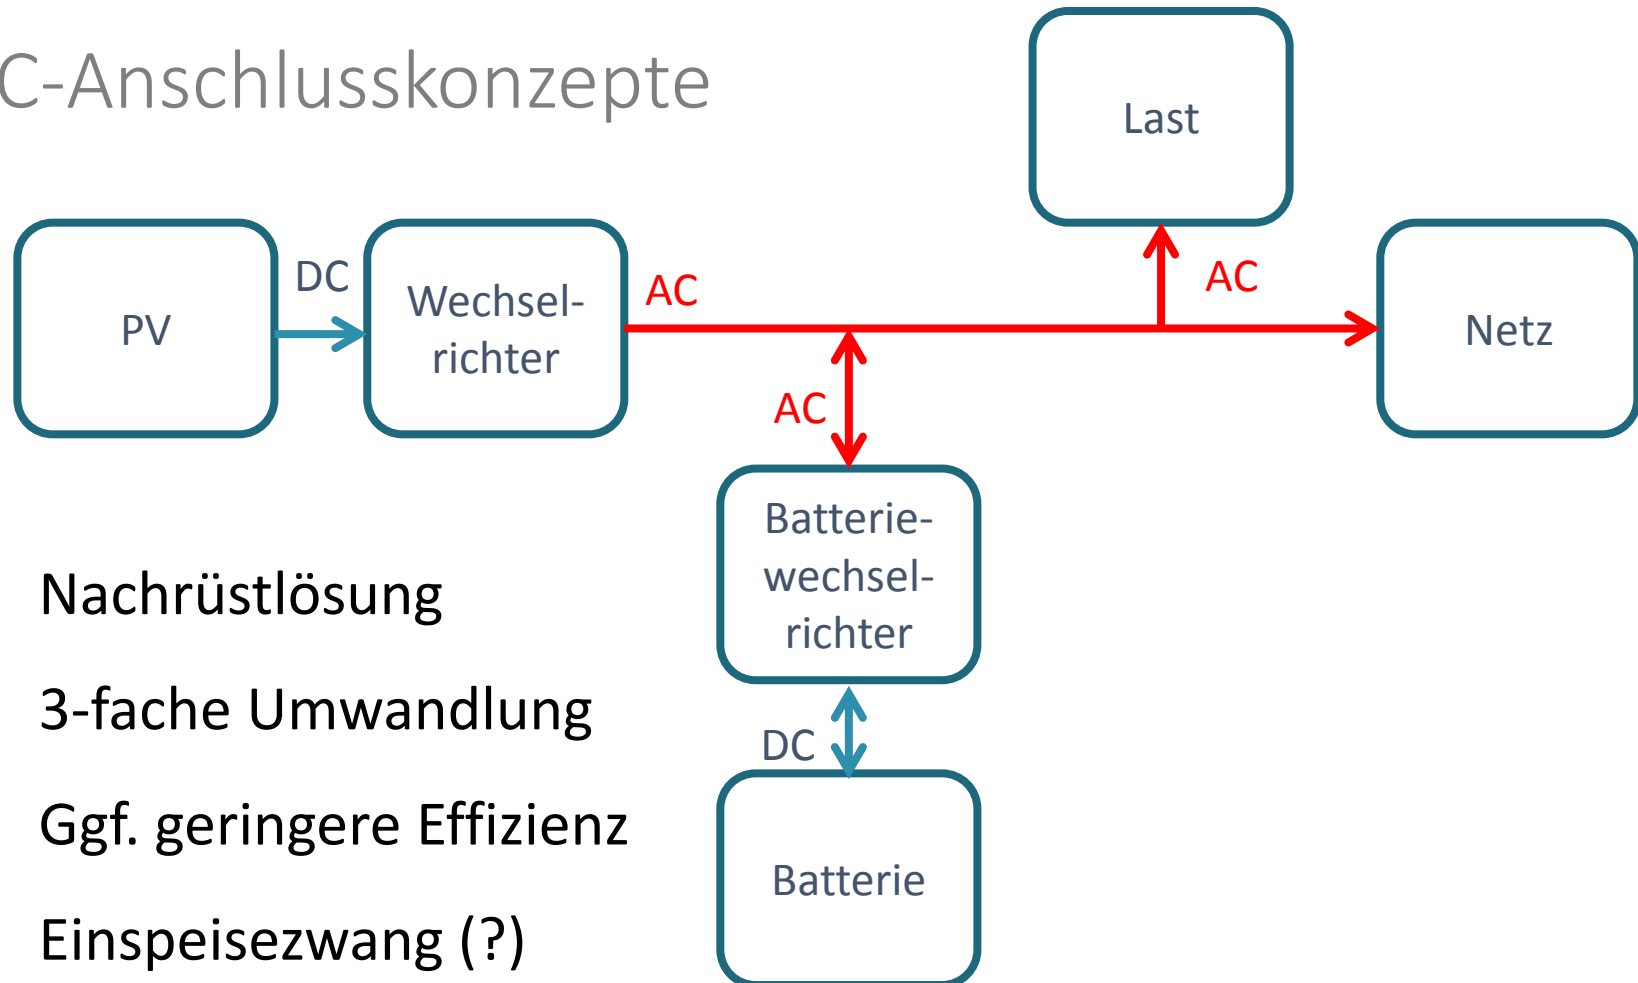 C-Anschlusskonzepte
Last
PV
DC
Wechsel-
richter
AC
AC
Netz
AC
Batterie-
wechsel-
richter
DC
Batterie
Nachrüstlösung
3-fache Umwandlung
Ggf. geringere Effizienz
Einspeisezwang (?)